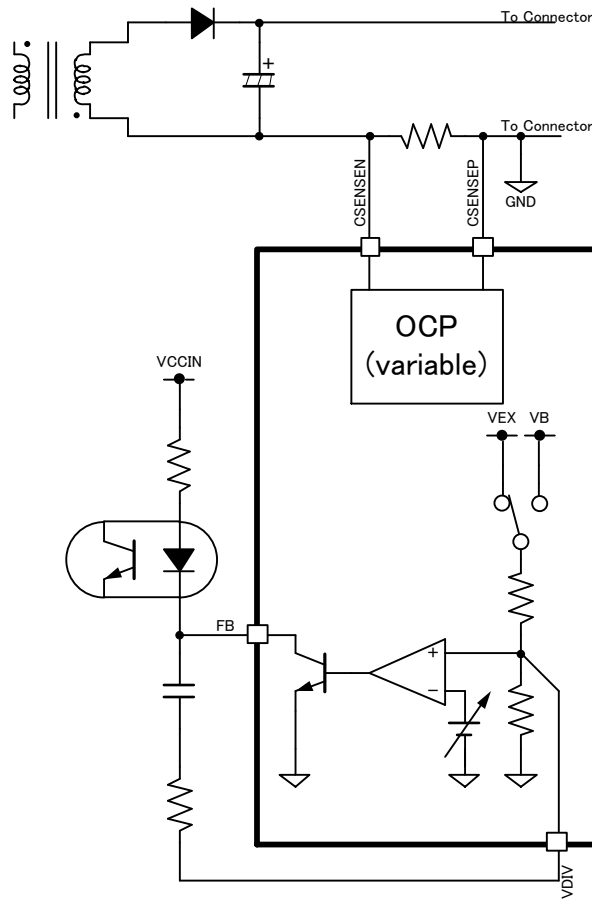 To Connector
To Connector
CSENSEN
CSENSEP
GND
OCP
(variable)
VCCIN
VEX
VB
FB
+
+
−
VDIV